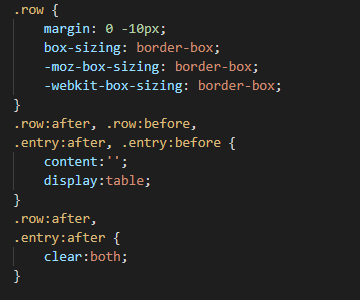 .row {
    margin: 0 -10px;
    box-sizing: border-box;
    -moz-box-sizing: border-box;
    -webkit-box-sizing: border-box;
}
.row:after, .row:before,
.entry:after, .entry:before {
    content:'';
    display:table;
}
.row:after,
.entry:after {
    clear:both;
}